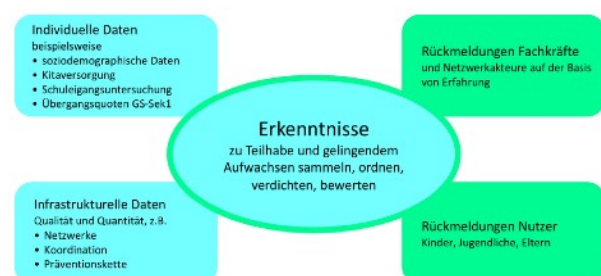 Individuelle Daten
beispielsweise
• soziodemographische Daten
• Kitaversorgung
• Schuleigangsuntersuchung
• Übergangsquoten GS-Sek1
Rückmeldungen Fachkräfte
und Netzwerkakteure auf der Basis
von Erfahrung
Erkenntnisse
zu Teilhabe und gelingendem
Aufwachsen sammeln, ordnen,
verdichten, bewerten
Infrastrukturelle Daten
Qualität und Quantität, z.B.
• Netzwerke
• Koordination
• Präventionskette
Rückmeldungen Nutzer
Kinder, Jugendliche, Eltern